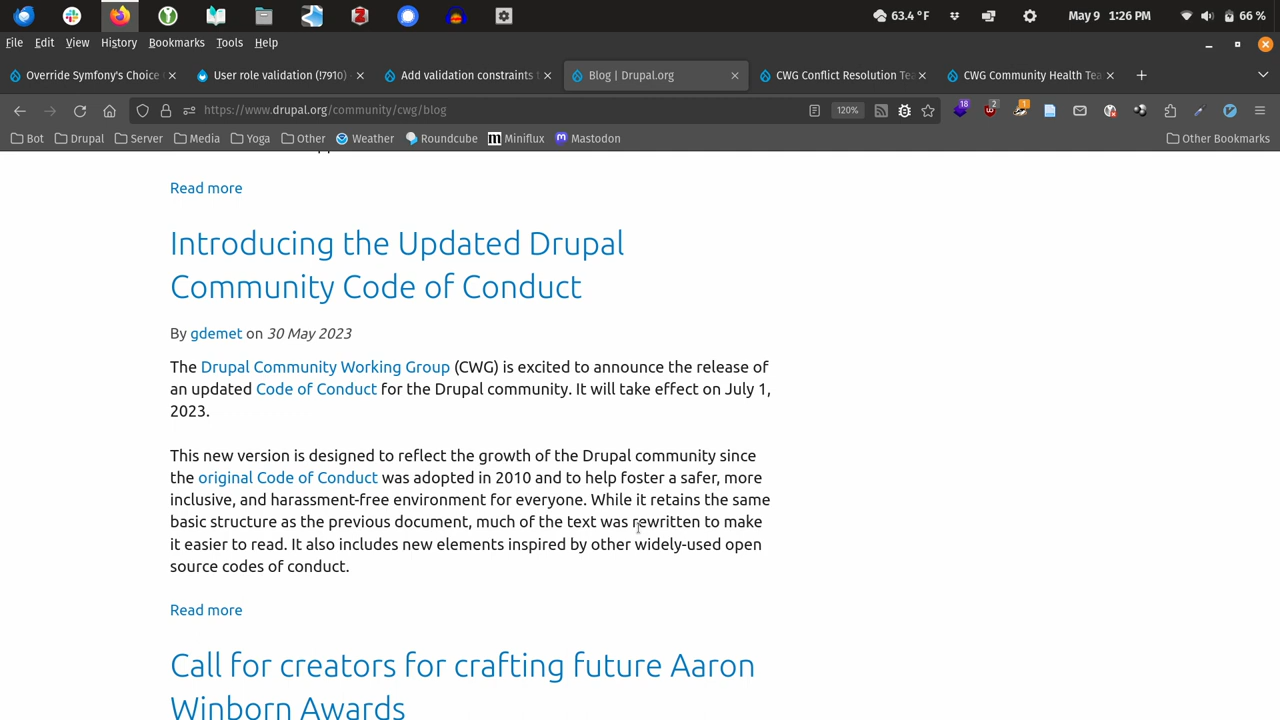 63.4 °F
May 9 1:26 PM
66 %
File Edit View History Bookmarks Tools Help
Override Symfony's Choice
User role validation (!7910)
Add validation constraints t
Blog | Drupal.org
CWG Conflict Resolution Tea
CWG Community Health Tea
https://www.drupal.org/community/cwg/blog
120%
18
2
1
Bot Drupal Server Media Yoga Other Weather Roundcube Miniflux Mastodon Other Bookmarks
Read more
Introducing the Updated Drupal
Community Code of Conduct
By gdemet on 30 May 2023
The Drupal Community Working Group (CWG) is excited to announce the release of
an updated Code of Conduct for the Drupal community. It will take effect on July 1,
2023.
This new version is designed to reflect the growth of the Drupal community since
the original Code of Conduct was adopted in 2010 and to help foster a safer, more
inclusive, and harassment-free environment for everyone. While it retains the same
basic structure as the previous document, much of the text was rewritten to make
it easier to read. It also includes new elements inspired by other widely-used open
source codes of conduct.
Read more
Call for creators for crafting future Aaron
Winborn Awards